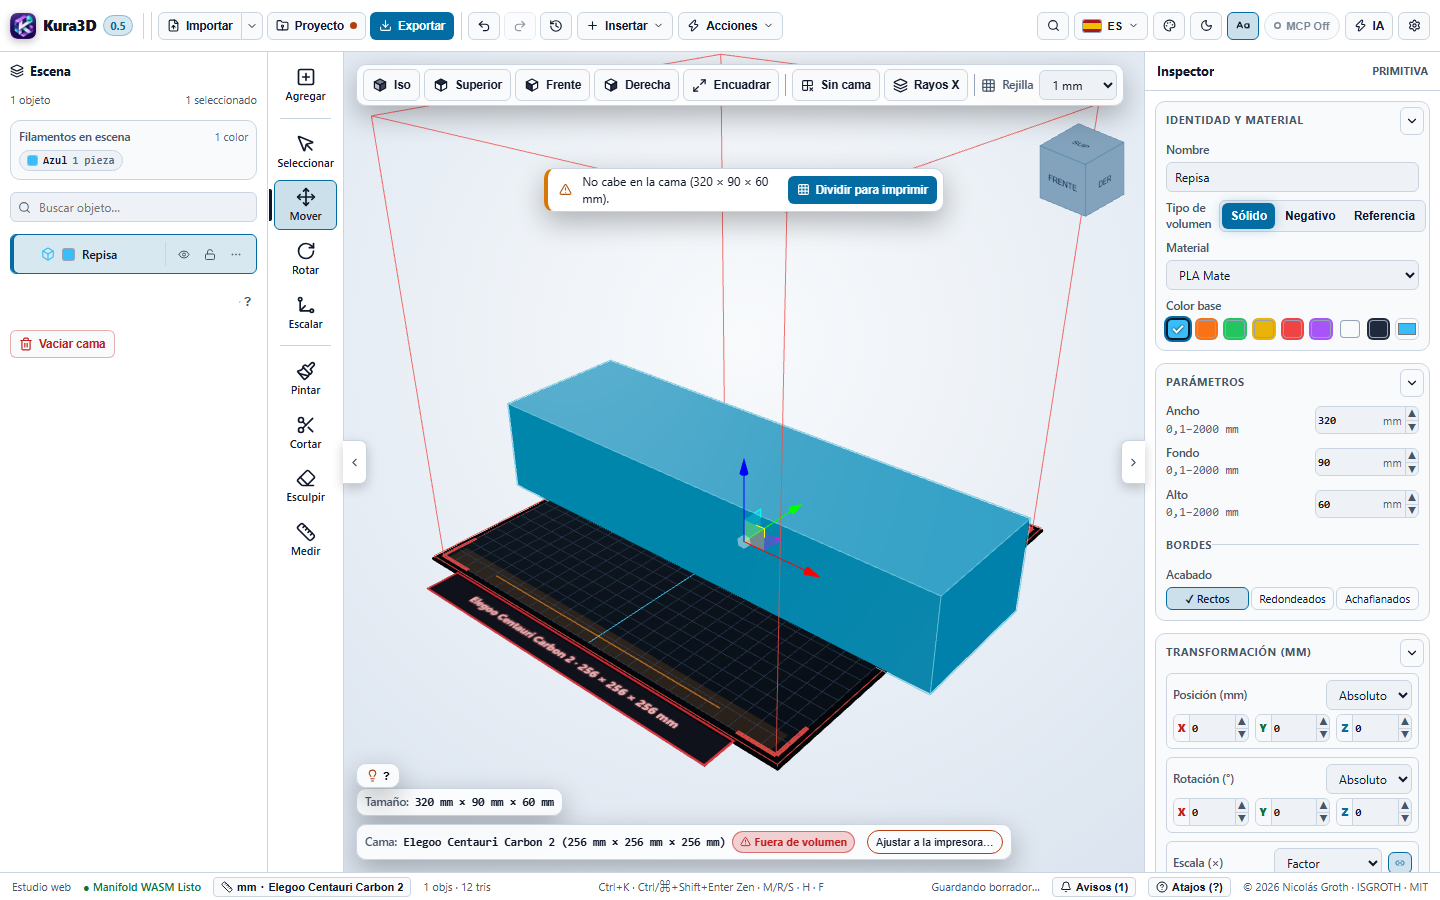 Kura3D 0.5 Importar Proyecto Exportar Insertar Acciones ES Aa MCP Off IA
Escena
1 objeto 1 seleccionado
Filamentos en escena 1 color
Azul 1 pieza
Buscar objeto...
Repisa
?
Vaciar cama
Agregar
Seleccionar
Mover
Rotar
Escalar
Pintar
Cortar
Esculpir
Medir
Iso Superior Frente Derecha Encuadrar Sin cama Rayos X Rejilla 1 mm
No cabe en la cama (320 × 90 × 60
mm).
Dividir para imprimir
SUP
FRENTE DER
Elegoo Centauri Carbon 2 · 256 × 256 × 256 mm
?
Tamaño: 320 mm × 90 mm × 60 mm
Cama: Elegoo Centauri Carbon 2 (256 mm × 256 mm × 256 mm) Fuera de volumen Ajustar a la impresora...
Inspector PRIMITIVA
IDENTIDAD Y MATERIAL
Nombre
Repisa
Tipo de
volumen
Sólido Negativo Referencia
Material
PLA Mate
Color base
PARÁMETROS
Ancho
0,1–2000 mm
320 mm
Fondo
0,1–2000 mm
90 mm
Alto
0,1–2000 mm
60 mm
BORDES
Acabado
✓ Rectos Redondeados Achaflanados
TRANSFORMACIÓN (MM)
Posición (mm) Absoluto
X 0 Y 0 Z 0
Rotación (°) Absoluto
X 0 Y 0 Z 0
Escala (×) Factor
Estudio web ● Manifold WASM Listo mm · Elegoo Centauri Carbon 2 1 objs · 12 tris Ctrl+K · Ctrl/⌘+Shift+Enter Zen · M/R/S · H · F Guardando borrador... Avisos (1) Atajos (?) © 2026 Nicolás Groth · ISGROTH · MIT